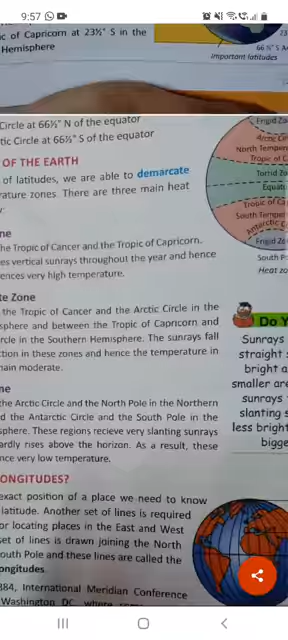 9:57
c of Capricorn at 23½° S in the
Hemisphere
66 ½° S
Important latitudes
Circle at 66½° N of the equator
tic Circle at 66½° S of the equator
OF THE EARTH
of latitudes, we are able to demarcate
rature zones. There are three main heat
ne
he Tropic of Cancer and the Tropic of Capricorn.
es vertical sunrays throughout the year and hence
ences very high temperature.
te Zone
the Tropic of Cancer and the Arctic Circle in the
sphere and between the Tropic of Capricorn and
rcle in the Southern Hemisphere. The sunrays fall
ction in these zones and hence the temperature in
main moderate.
ne
he Arctic Circle and the North Pole in the Northern
d the Antarctic Circle and the South Pole in the
sphere. These regions recieve very slanting sunrays
ardly rises above the horizon. As a result, these
nce very low temperature.
ONGITUDES?
exact position of a place we need to know
latitude. Another set of lines is required
or locating places in the East and West
set of lines is drawn joining the North
outh Pole and these lines are called the
ongitudes
884, International Meridian Conference
Washington DC, where
Frigid Zo
Arctic Cir
North Temper
Tropic of C
Torrid Zo
Equat
Tropic of Ca
South Temper
Antarctic C
Frigid Zo
South P
Heat zo
Do Y
Sunrays
straight s
bright a
smaller are
sunrays
slanting s
less bright
bigge